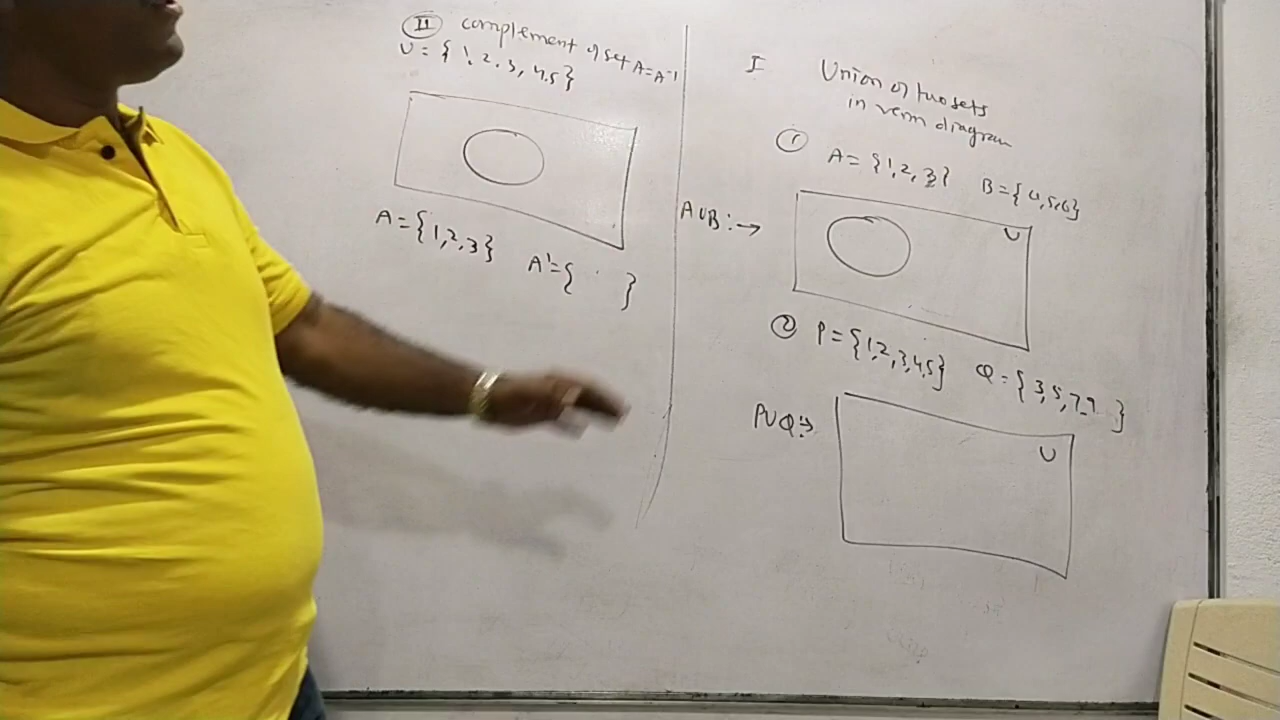 II complement of set A = A⁻¹
U = { 1, 2, 3, 4, 5 }
A = { 1, 2, 3 } A' = { }
I Union of two sets
in venn diagram
1 A = { 1, 2, 3 } B = { 4, 5, 6 }
A∪B :→
U
2 P = { 1, 2, 3, 4, 5 } Q = { 3, 5, 7, 9 }
P∪Q :→
U